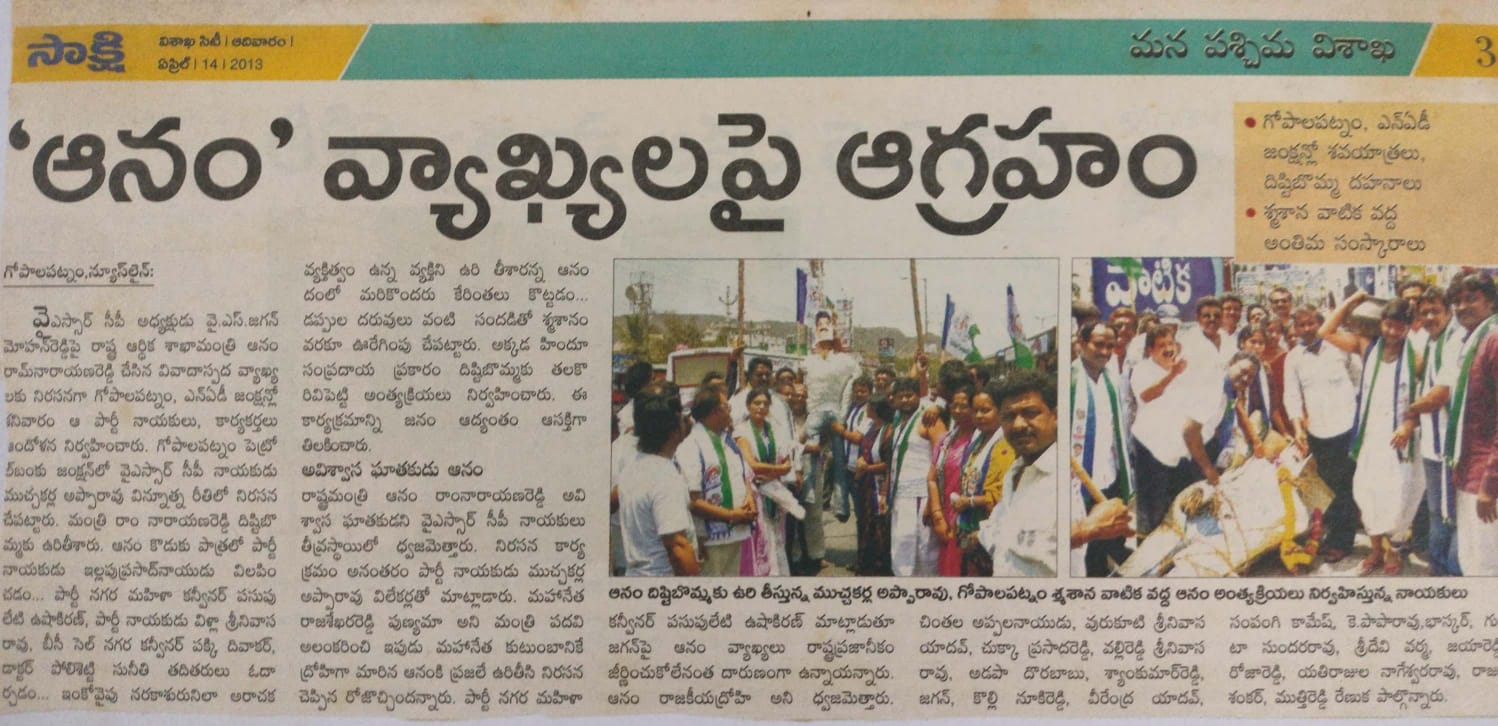 సాక్షి
విశాఖ సిటీ । ఆదివారం ।
ఏప్రిల్ । 14 । 2013
మన పశ్చిమ విశాఖ
3
‘ఆనం’ వ్యాఖ్యలపై ఆగ్రహం
• గోపాలపట్నం, ఎన్ఏడీ
జంక్షన్లో శవయాత్రలు,
దిష్టిబొమ్మ దహనాలు
• శ్మశాన వాటిక వద్ద
అంతిమ సంస్కారాలు
గోపాలపట్నం,న్యూస్‌లైన్:
వైఎస్సార్ సీపీ అధ్యక్షుడు వై.ఎస్.జగన్
మోహన్‌రెడ్డిపై రాష్ట్ర ఆర్థిక శాఖామంత్రి ఆనం
రామ్‌నారాయణరెడ్డి చేసిన వివాదాస్పద వ్యాఖ్య
లకు నిరసనగా గోపాలపట్నం, ఎన్ఏడీ జంక్షన్లో
శనివారం ఆ పార్టీ నాయకులు, కార్యకర్తలు
ఆందోళన నిర్వహించారు. గోపాలపట్నం పెట్రో
ల్‌బంకు జంక్షన్‌లో వైఎస్సార్ సీపీ నాయకుడు
ముచ్చకర్ల అప్పారావు విన్నూత్న రీతిలో నిరసన
చేపట్టారు. మంత్రి రాం నారాయణరెడ్డి దిష్టిబొ
మ్మకు ఉరితీశారు. ఆనం కొడుకు పాత్రలో పార్టీ
నాయకుడు ఇల్లపుప్రసాద్‌నాయుడు విలపిం
చడం... పార్టీ నగర మహిళా కన్వీనర్ పసుపు
లేటి ఉషాకిరణ్, పార్టీ నాయకుడు విళ్లా శ్రీనివాస
రావు, బీసీ సెల్ నగర కన్వీనర్ పక్కి దివాకర్,
డాక్టర్ పోలిశెట్టి సునీతి తదితరులు ఓదా
ర్చడం... ఇంకోవైపు నరకాశురునిలా అరాచక
వ్యక్తిత్వం ఉన్న వ్యక్తిని ఉరి తీశారన్న ఆనం
దంలో మరికొందరు కేరింతలు కొట్టడం...
డప్పుల దరువులు వంటి సందడితో శ్మశానం
వరకూ ఊరేగింపు చేపట్టారు. అక్కడ హిందూ
సంప్రదాయ ప్రకారం దిష్టిబొమ్మకు తలకొ
రివిపెట్టి అంత్యక్రియలు నిర్వహించారు. ఈ
కార్యక్రమాన్ని జనం ఆద్యంతం ఆసక్తిగా
తిలకించారు.
అవిశ్వాస ఘాతకుడు ఆనం
రాష్ట్రమంత్రి ఆనం రాంనారాయణరెడ్డి అవి
శ్వాస ఘాతకుడని వైఎస్సార్ సీపీ నాయకులు
తీవ్రస్థాయిలో ధ్వజమెత్తారు. నిరసన కార్య
క్రమం అనంతరం పార్టీ నాయకుడు ముచ్చకర్ల
అప్పారావు విలేకర్లతో మాట్లాడారు. మహానేత
రాజశేఖరరెడ్డి పుణ్యమా అని మంత్రి పదవి
అలంకరించి ఇపుడు మహానేత కుటుంబానికే
ద్రోహిగా మారిన ఆనంకి ప్రజలే ఉరితీసి నిరసన
చెప్పిన రోజొచ్చిందన్నారు. పార్టీ నగర మహిళా
వాటిక
ఆనం దిష్టిబొమ్మకు ఉరి తీస్తున్న ముచ్చకర్ల అప్పారావు, గోపాలపట్నం శ్మశాన వాటిక వద్ద ఆనం అంత్యక్రియలు నిర్వహిస్తున్న నాయకులు
కన్వీనర్ పసుపులేటి ఉషాకిరణ్ మాట్లాడుతూ
జగన్‌పై ఆనం వ్యాఖ్యలు రాష్ట్రప్రజానీకం
జీర్ణించుకోలేనంత దారుణంగా ఉన్నాయన్నారు.
ఆనం రాజకీయద్రోహి అని ధ్వజమెత్తారు.
చింతల అప్పలనాయుడు, వురుకూటి శ్రీనివాస
యాదవ్, చుక్కా ప్రసాదరెడ్డి, వల్లిరెడ్డి శ్రీనివాస
రావు, అడపా దొరబాబు, శ్యాంకుమార్‌రెడ్డి,
జగన్, కొల్లి నూకిరెడ్డి, వీరేంద్ర యాదవ్,
సంపంగి కామేష్, కె.పాపారావు,భాస్కర్, గు
టా సుందరరావు, శ్రీదేవి వర్మ, జయారెడ్డి
రోజారెడ్డి, యతిరాజుల నాగేశ్వరరావు, రాజ
శంకర్, ముత్తిరెడ్డి రేణుక పాల్గొన్నారు.